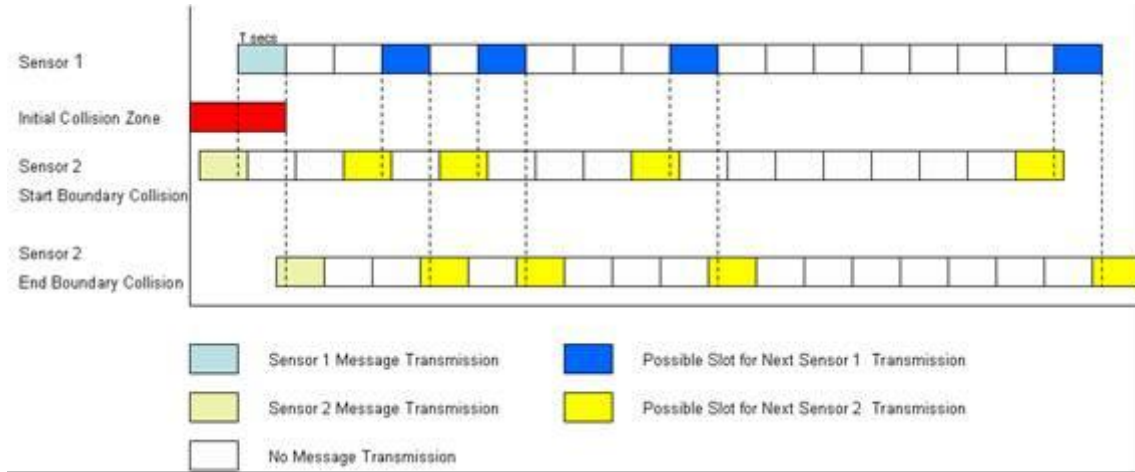 T secs
Sensor 1
Initial Collision Zone
Sensor 2
Start Boundary Collision
Sensor 2
End Boundary Collision
Sensor 1 Message Transmission
Possible Slot for Next Sensor 1 Transmission
Sensor 2 Message Transmission
Possible Slot for Next Sensor 2 Transmission
No Message Transmission